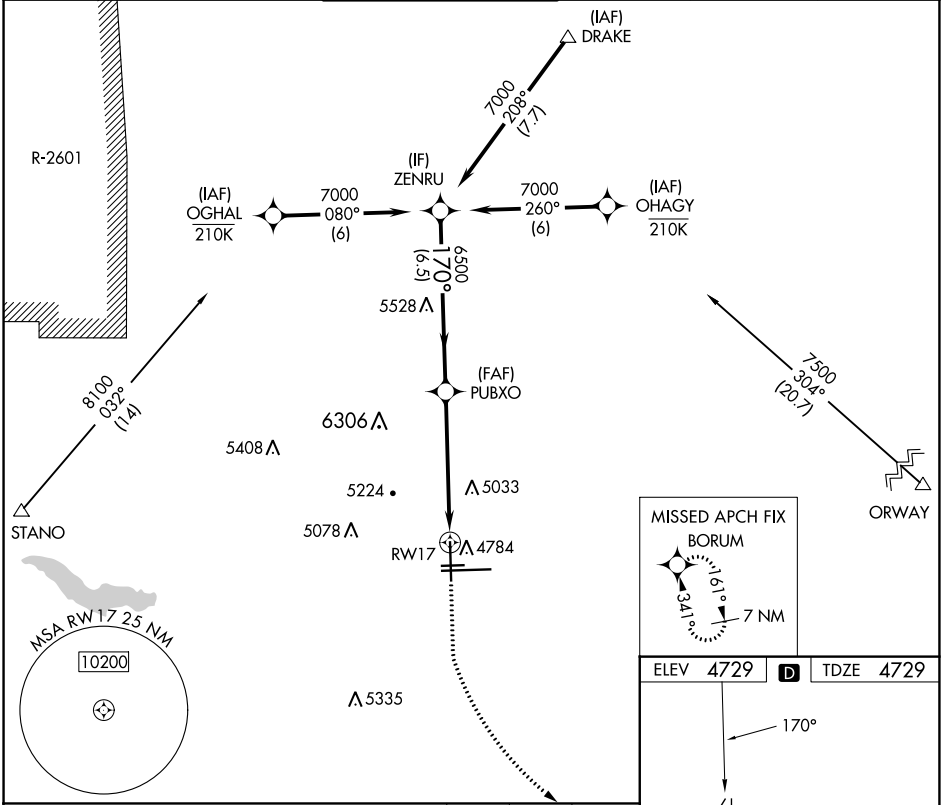 (IAF)
DRAKE
7000
208°
(7.7)
R-2601
(IF)
ZENRU
(IAF)
OGHAL
210K
7000
080°
(6)
7000
260°
(6)
(IAF)
OHAGY
210K
6500
170°
(6.5)
5528
(FAF)
PUBXO
8100
032°
(14)
7500
304°
(20.7)
6306
5408
5224
5033
5078
RW17
4784
STANO
ORWAY
MISSED APCH FIX
BORUM
161°
341°
7 NM
MSA RW17 25 NM
10200
5335
ELEV 4729 D TDZE 4729
170°